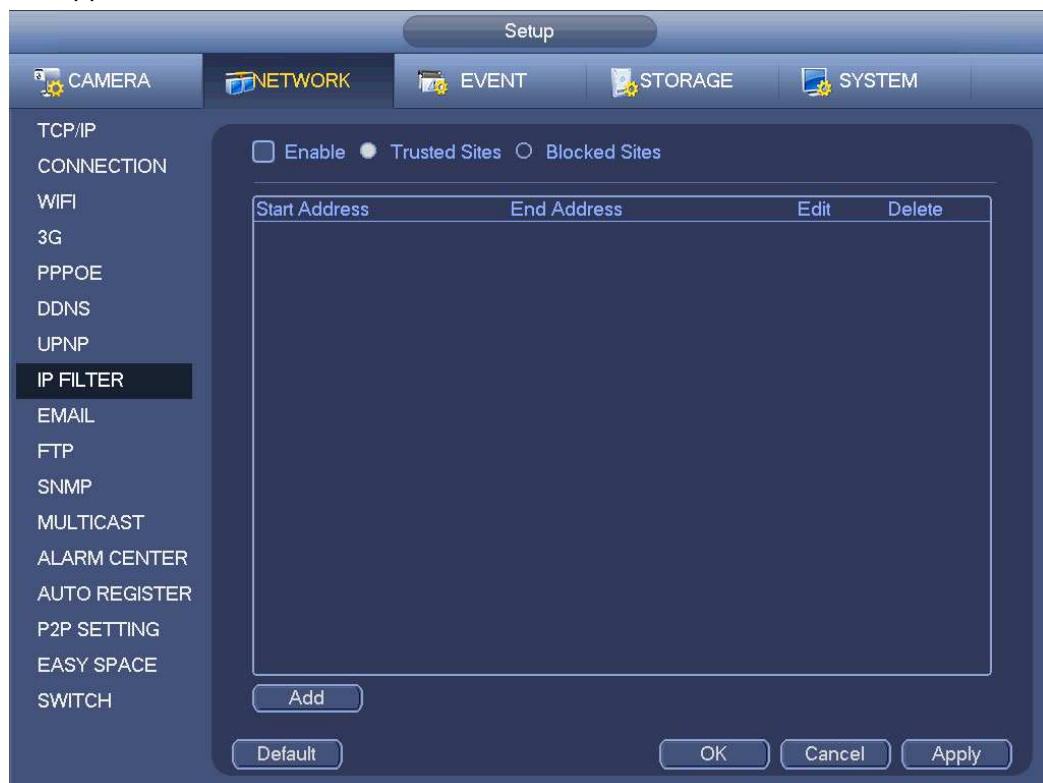 Setup
CAMERA NETWORK EVENT STORAGE SYSTEM
TCP/IP
CONNECTION
WIFI
3G
PPPOE
DDNS
UPNP
IP FILTER
EMAIL
FTP
SNMP
MULTICAST
ALARM CENTER
AUTO REGISTER
P2P SETTING
EASY SPACE
SWITCH
Enable Trusted Sites Blocked Sites
Start Address End Address Edit Delete
Add
Default OK Cancel Apply